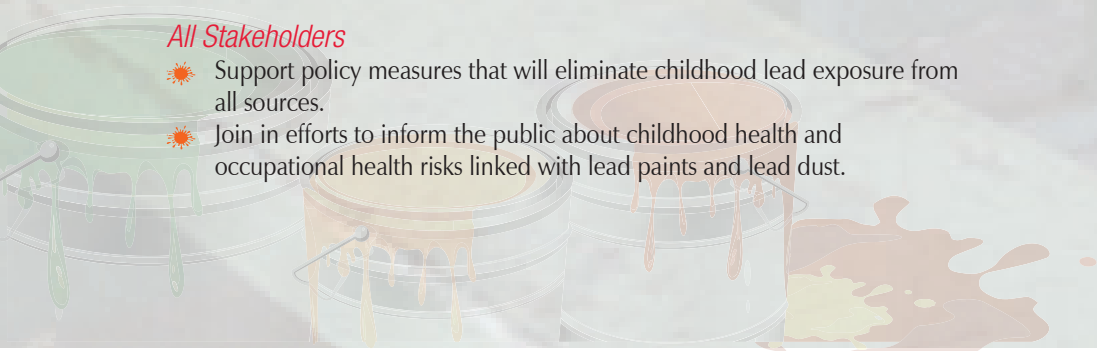 All Stakeholders
Support policy measures that will eliminate childhood lead exposure from
all sources.
Join in efforts to inform the public about childhood health and
occupational health risks linked with lead paints and lead dust.